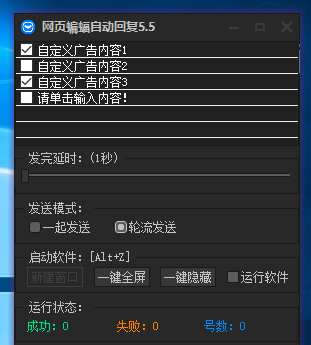 网页蝙蝠自动回复5.5
自定义广告内容1
自定义广告内容2
自定义广告内容3
请单击输入内容!
发完延时: (1秒)
发送模式:
一起发送 轮流发送
启动软件: [Alt+Z]
新建窗口 一键全屏 一键隐藏 运行软件
运行状态:
成功: 0 失败: 0 号数: 0